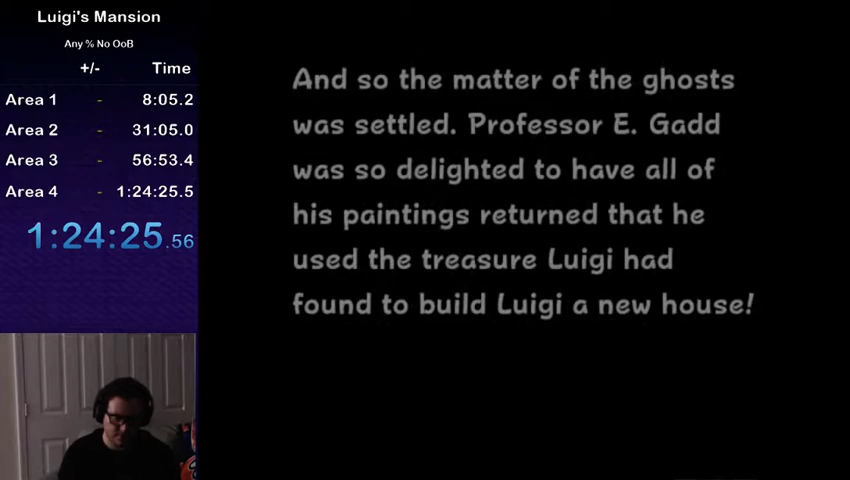 Luigi's Mansion
Any % No OoB
+/- Time
Area 1 - 8:05.2
Area 2 - 31:05.0
Area 3 - 56:53.4
Area 4 - 1:24:25.5
1:24:25.56
And so the matter of the ghosts
was settled. Professor E. Gadd
was so delighted to have all of
his paintings returned that he
used the treasure Luigi had
found to build Luigi a new house!